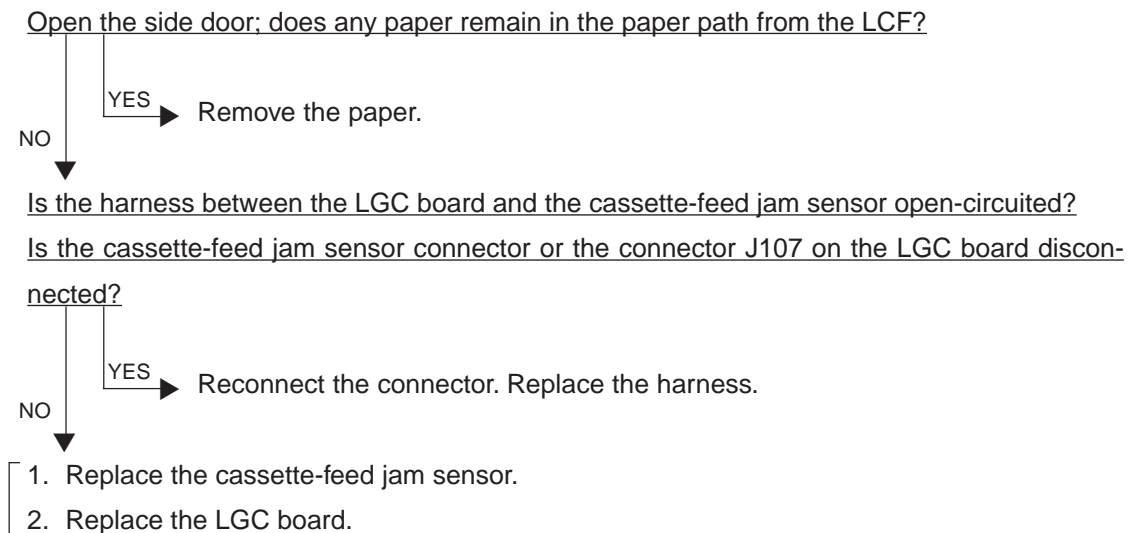 Open the side door; does any paper remain in the paper path from the LCF?
YES
Remove the paper.
NO
Is the harness between the LGC board and the cassette-feed jam sensor open-circuited?
Is the cassette-feed jam sensor connector or the connector J107 on the LGC board discon-
nected?
YES
Reconnect the connector. Replace the harness.
NO
1. Replace the cassette-feed jam sensor.
2. Replace the LGC board.